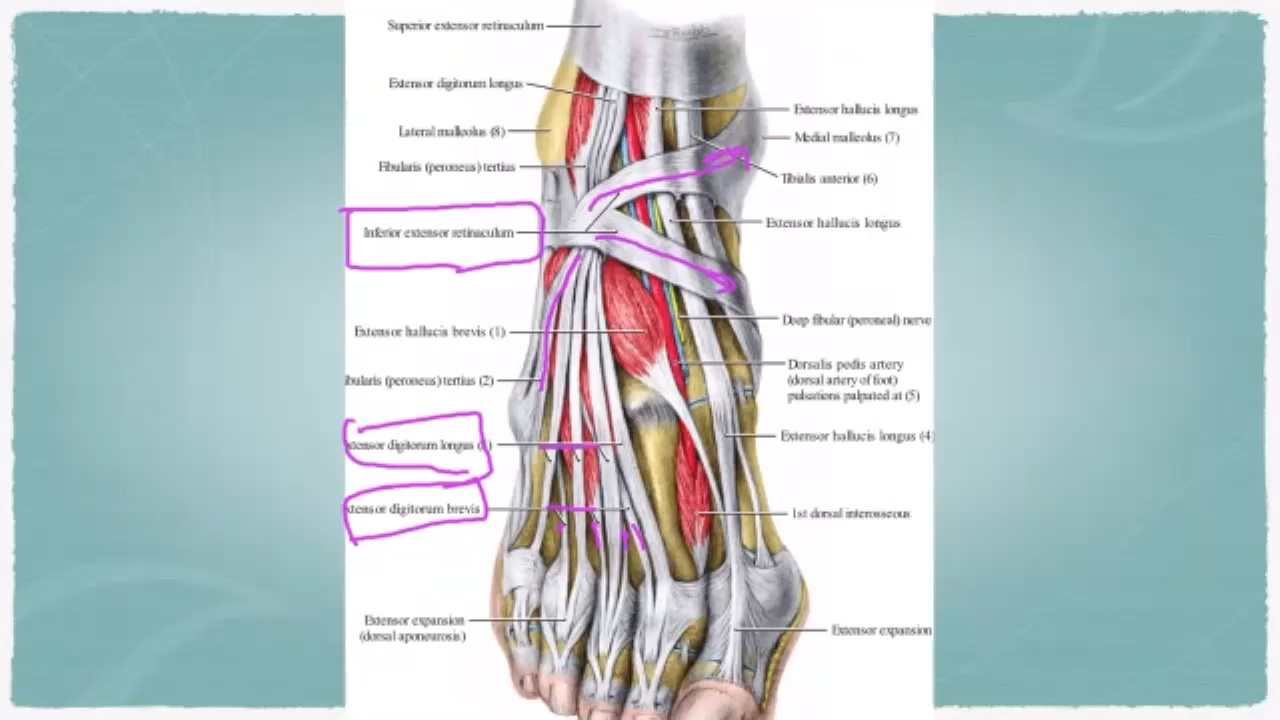 Superior extensor retinaculum
Extensor digitorum longus
Extensor hallucis longus
Lateral malleolus (8)
Medial malleolus (7)
Fibularis (peroneus) tertius
Tibialis anterior (6)
Extensor hallucis longus
Inferior extensor retinaculum
Deep fibular (peroneal) nerve
Extensor hallucis brevis (1)
Dorsalis pedis artery
(dorsal artery of foot)
pulsations palpated at (5)
ibularis (peroneus) tertius (2)
Extensor hallucis longus (4)
xtensor digitorum longus
xtensor digitorum brevis
1st dorsal interosseous
Extensor expansion
(dorsal aponeurosis)
Extensor expansion